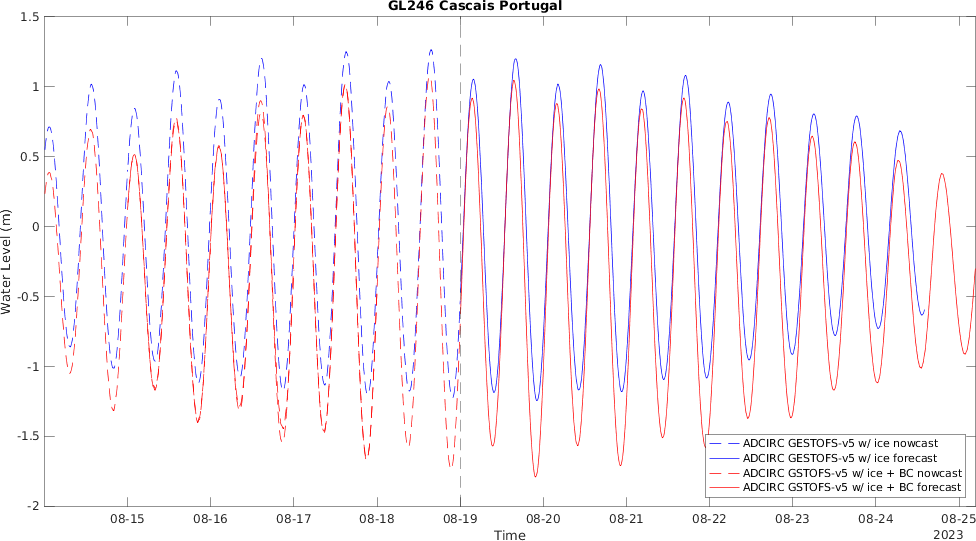 GL246 Cascais Portugal
1.5
1
0.5
0
-0.5
-1
-1.5
-2
Water Level (m)
ADCIRC GESTOFS-v5 w/ ice nowcast
ADCIRC GESTOFS-v5 w/ ice forecast
ADCIRC GSTOFS-v5 w/ ice + BC nowcast
ADCIRC GSTOFS-v5 w/ ice + BC forecast
08-15 08-16 08-17 08-18 08-19 08-20 08-21 08-22 08-23 08-24 08-25
Time
2023